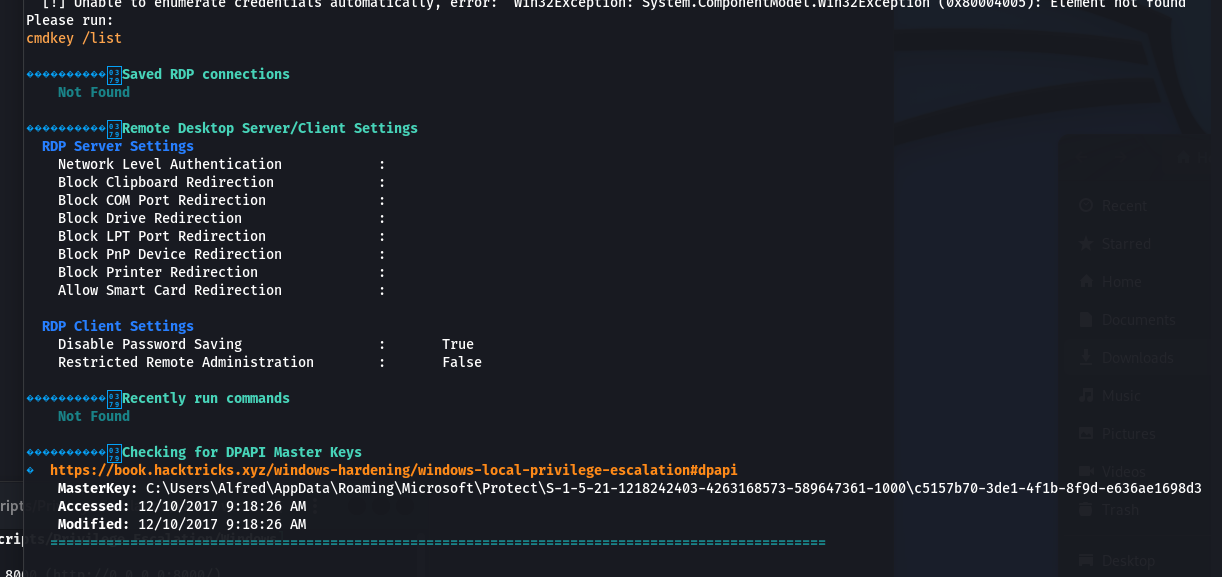 [!] Unable to enumerate credentials automatically, error: 'Win32Exception: System.ComponentModel.Win32Exception (0x80004005): Element not found'
Please run:
cmdkey /list
����������͹ Saved RDP connections
Not Found
����������͹ Remote Desktop Server/Client Settings
RDP Server Settings
Network Level Authentication :
Block Clipboard Redirection :
Block COM Port Redirection :
Block Drive Redirection :
Block LPT Port Redirection :
Block PnP Device Redirection :
Block Printer Redirection :
Allow Smart Card Redirection :
RDP Client Settings
Disable Password Saving : True
Restricted Remote Administration : False
����������͹ Recently run commands
Not Found
����������͹ Checking for DPAPI Master Keys
� https://book.hacktricks.xyz/windows-hardening/windows-local-privilege-escalation#dpapi
MasterKey: C:\Users\Alfred\AppData\Roaming\Microsoft\Protect\S-1-5-21-1218242403-4263168573-589647361-1000\c5157b70-3de1-4f1b-8f9d-e636ae1698d3
Accessed: 12/10/2017 9:18:26 AM
Modified: 12/10/2017 9:18:26 AM
Recent
Starred
Home
Documents
Downloads
Music
Pictures
Videos
Trash
Desktop